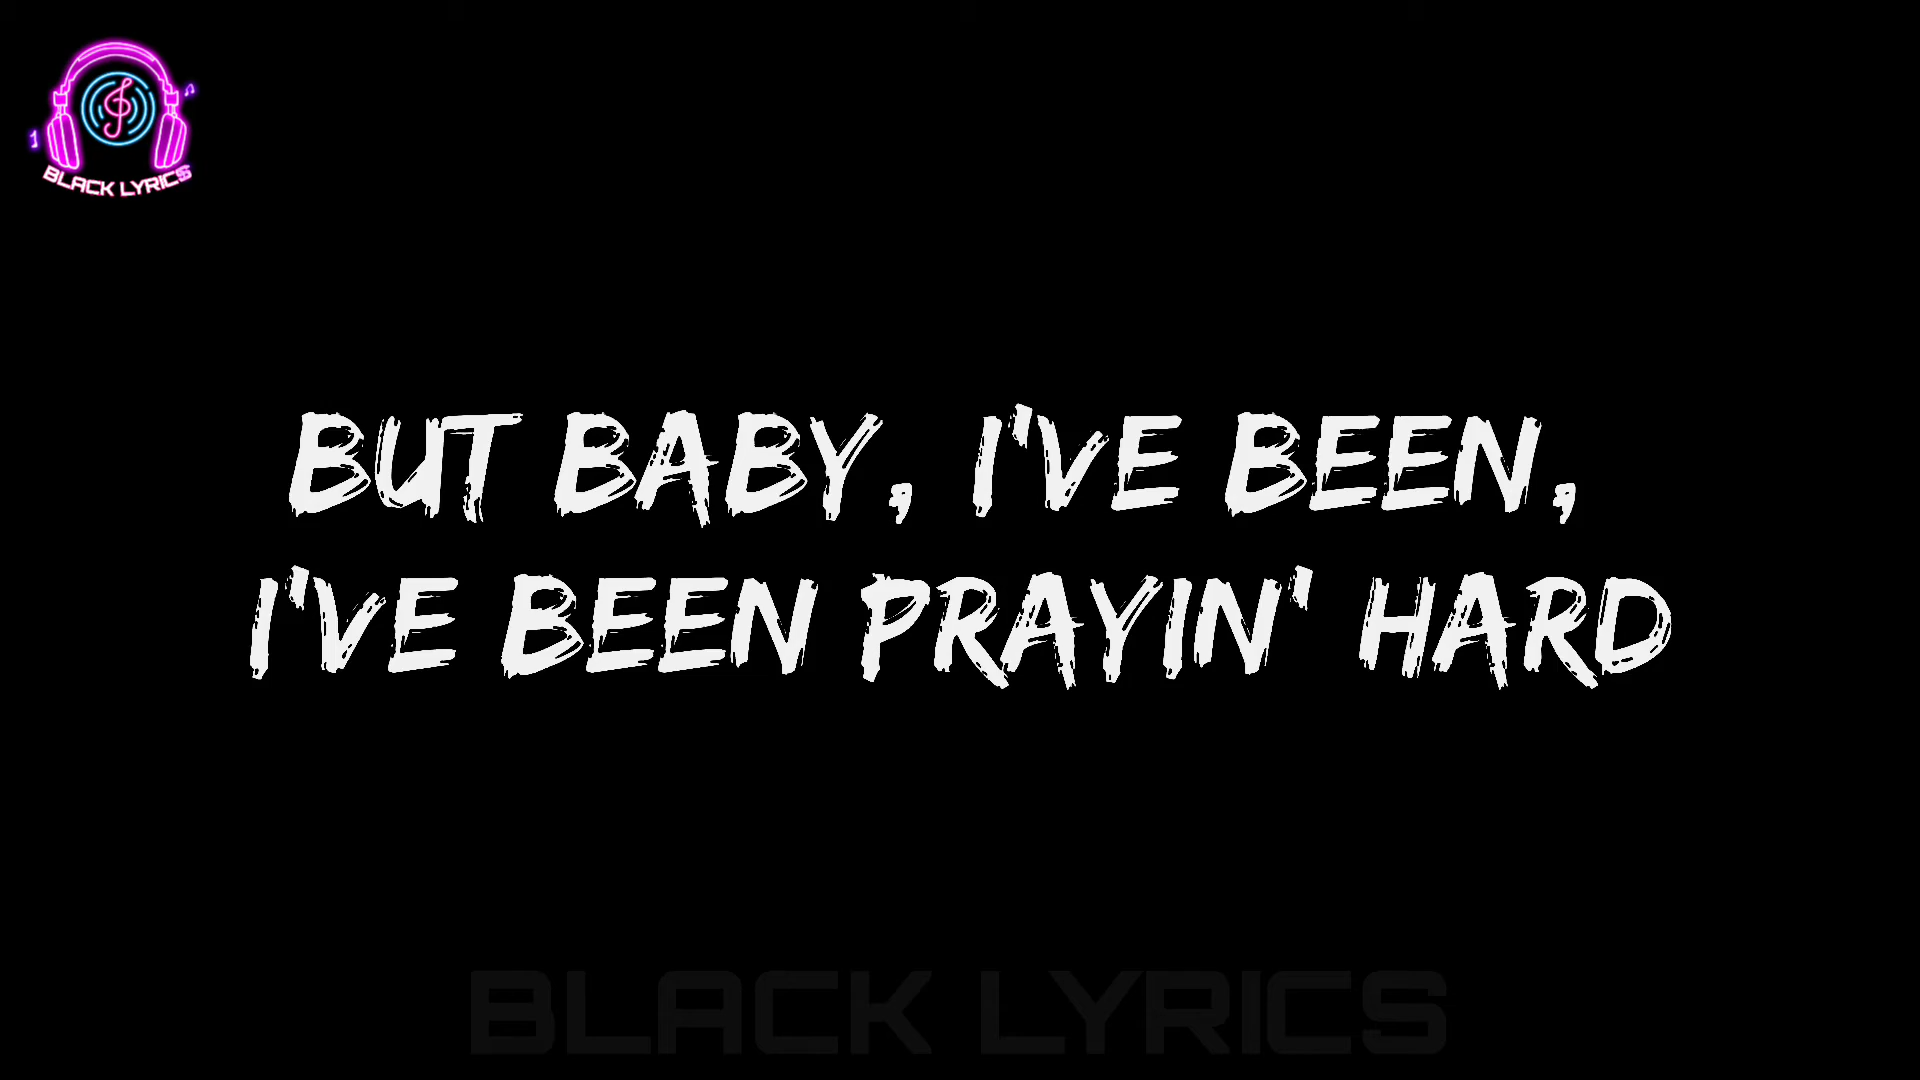 BLACK LYRICS
BUT BABY, I'VE BEEN,
I'VE BEEN PRAYIN' HARD
BLACK LYRICS